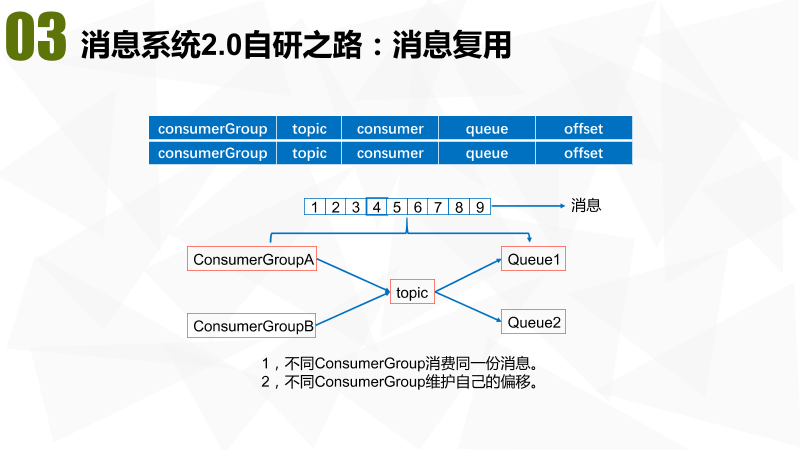 03 消息系统2.0自研之路：消息复用
consumerGroup topic consumer queue offset
consumerGroup topic consumer queue offset
1 2 3 4 5 6 7 8 9 消息
ConsumerGroupA Queue1
topic
ConsumerGroupB Queue2
1，不同ConsumerGroup消费同一份消息。
2，不同ConsumerGroup维护自己的偏移。